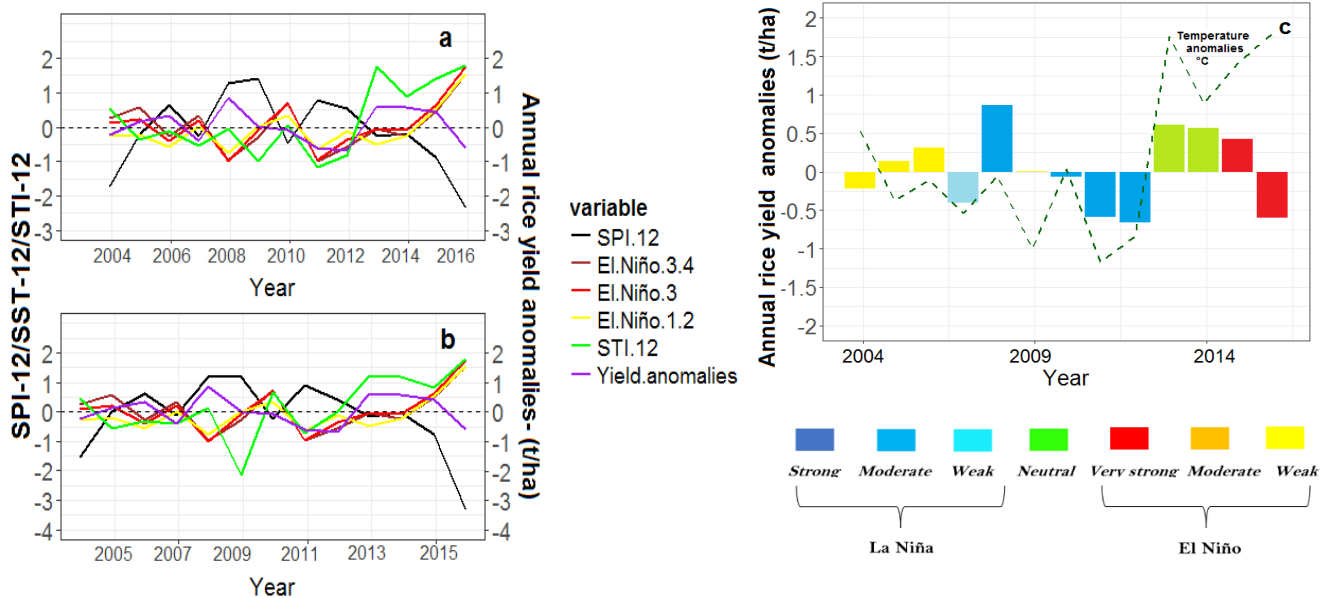 SPI-12/SST-12/STI-12
a
2
1
0
-1
-2
-3
2
1
0
-1
-2
-3
2004 2006 2008 2010 2012 2014 2016
Year
b
2
1
0
-1
-2
-3
-4
2
1
0
-1
-2
-3
-4
2005 2007 2009 2011 2013 2015
Year
Annual rice yield anomalies- (t/ha)
variable
SPI.12
El.Niño.3.4
El.Niño.3
El.Niño.1.2
STI.12
Yield.anomalies
Annual rice yield anomalies (t/ha)
c
Temperature
anomalies
°C
2
1.5
1
0.5
0
-0.5
-1
-1.5
-2
2004 2009 2014
Year
Strong Moderate Weak Neutral Very strong Moderate Weak
La Niña El Niño